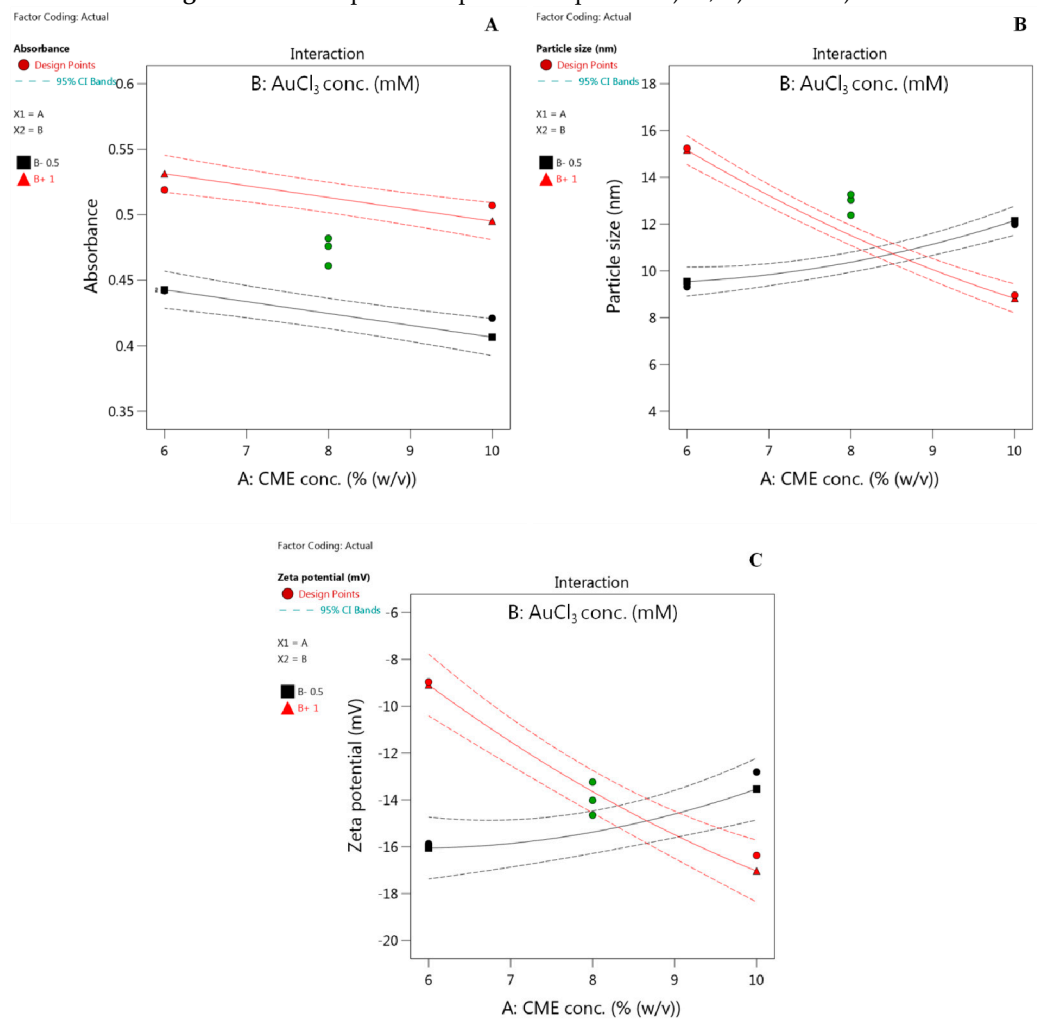 Factor Coding: Actual
A
Absorbance
Design Points
95% CI Bands
X1 = A
X2 = B
B- 0.5
B+ 1
Interaction
B: AuCl3 conc. (mM)
0.6
0.55
0.5
0.45
0.4
0.35
Absorbance
6 7 8 9 10
A: CME conc. (% (w/v))
Factor Coding: Actual
B
Particle size (nm)
Design Points
95% CI Bands
X1 = A
X2 = B
B- 0.5
B+ 1
Interaction
B: AuCl3 conc. (mM)
18
16
14
12
10
8
6
4
Particle size (nm)
6 7 8 9 10
A: CME conc. (% (w/v))
Factor Coding: Actual
C
Zeta potential (mV)
Design Points
95% CI Bands
X1 = A
X2 = B
B- 0.5
B+ 1
Interaction
B: AuCl3 conc. (mM)
-6
-8
-10
-12
-14
-16
-18
-20
Zeta potential (mV)
6 7 8 9 10
A: CME conc. (% (w/v))